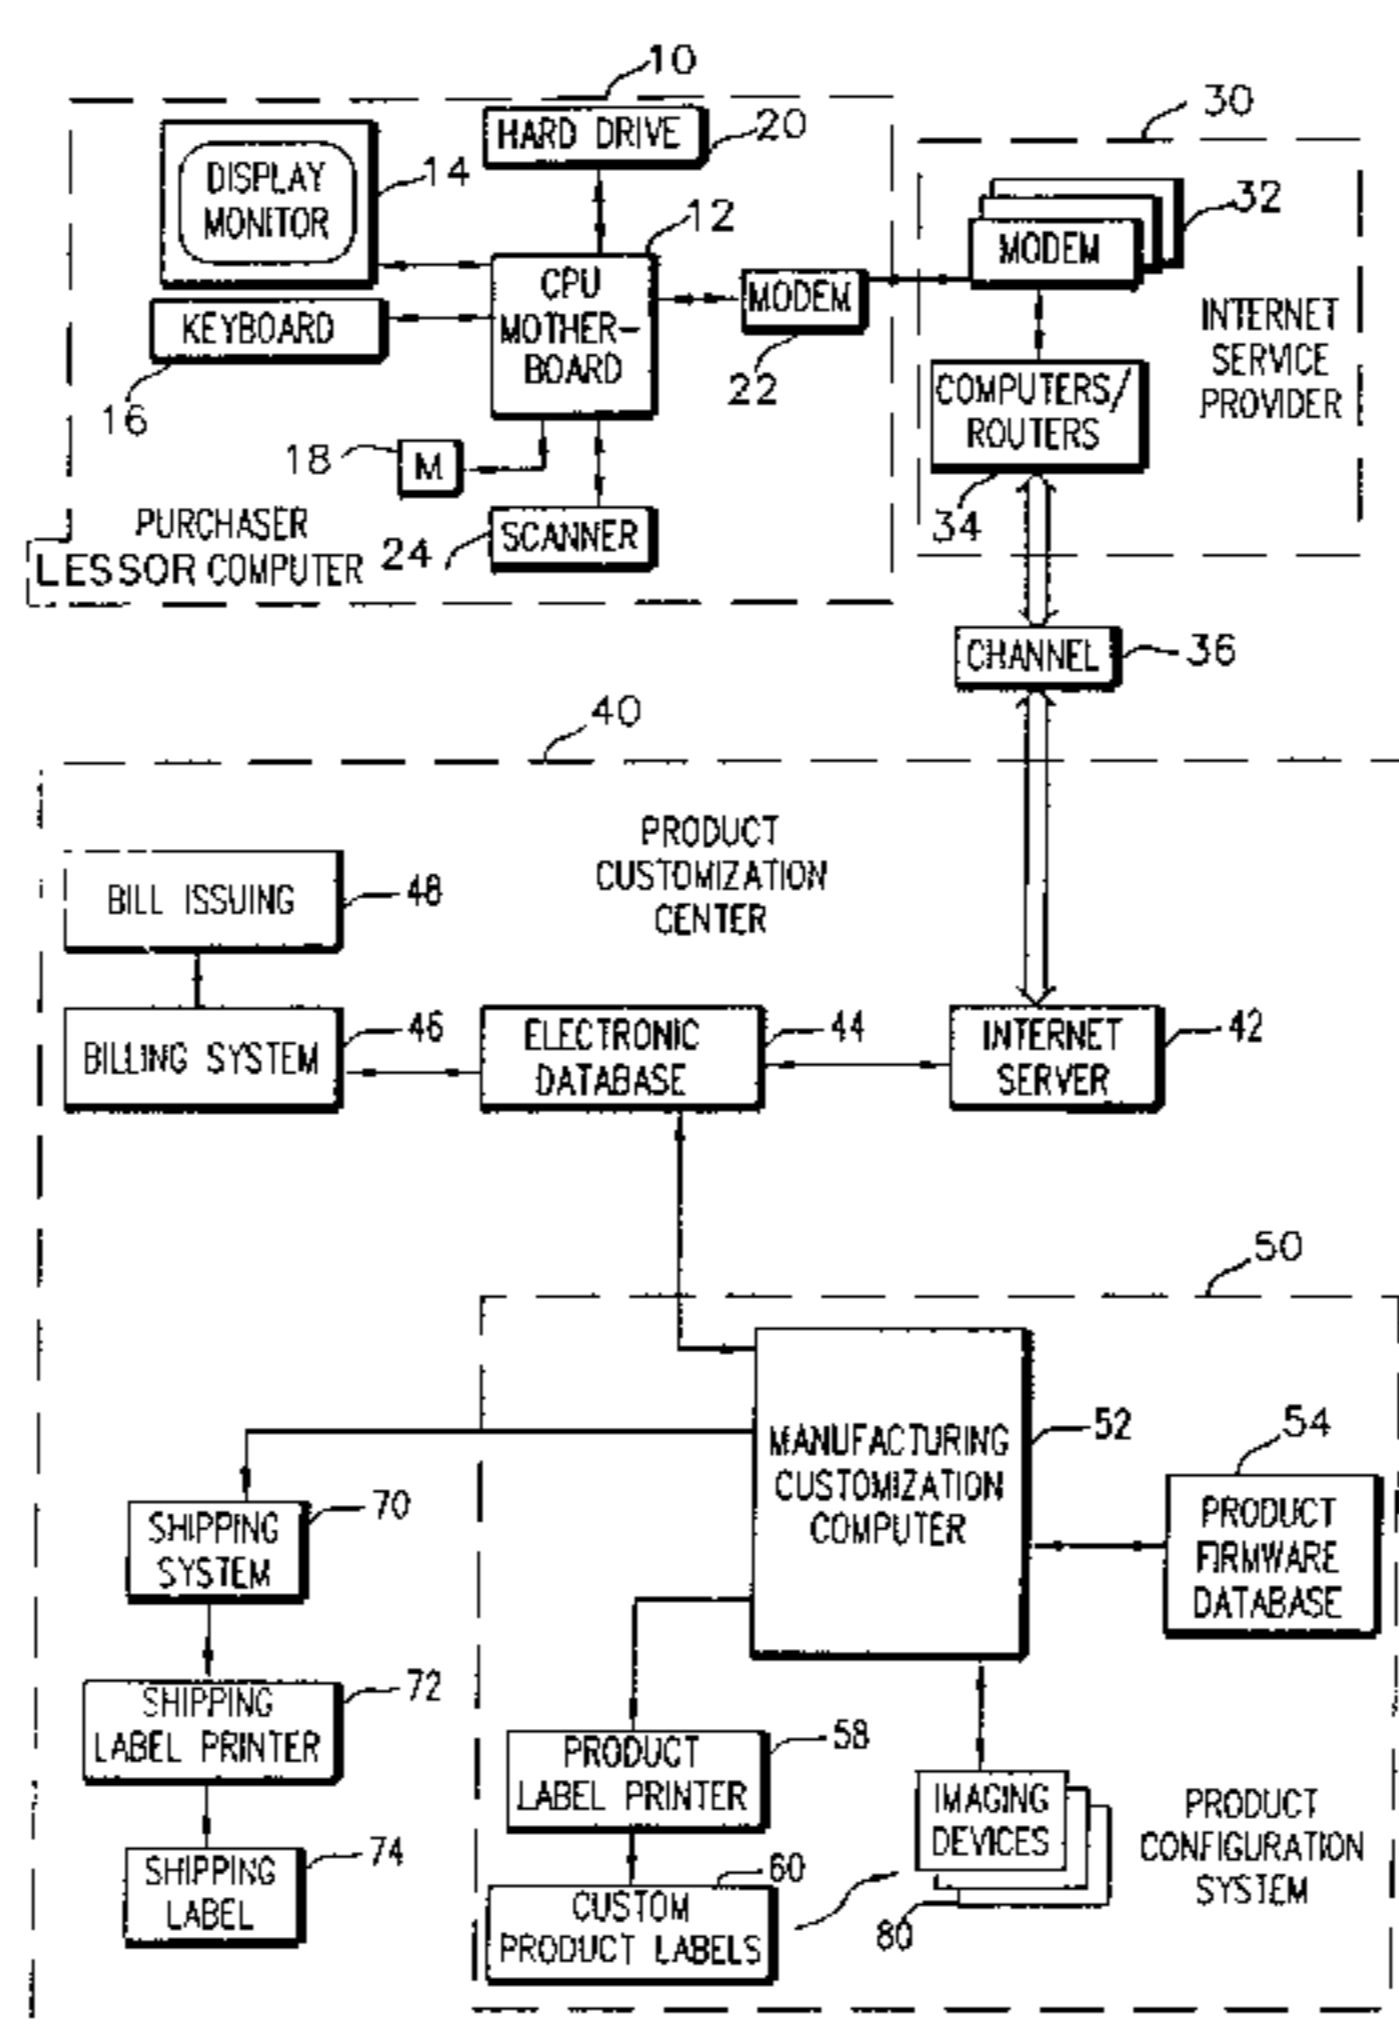 10
30
HARD DRIVE
20
DISPLAY
MONITOR
14
12
32
MODEM
CPU
MOTHER-
BOARD
MODEM
22
KEYBOARD
16
INTERNET
SERVICE
PROVIDER
COMPUTERS/
ROUTERS
34
18
M
PURCHASER
LESSOR COMPUTER
24
SCANNER
CHANNEL
36
40
PRODUCT
CUSTOMIZATION
CENTER
BILL ISSUING
48
BILLING SYSTEM
46
ELECTRONIC
DATABASE
44
INTERNET
SERVER
42
50
MANUFACTURING
CUSTOMIZATION
COMPUTER
52
54
PRODUCT
FIRMWARE
DATABASE
SHIPPING
SYSTEM
70
SHIPPING
LABEL PRINTER
72
PRODUCT
LABEL PRINTER
58
IMAGING
DEVICES
80
PRODUCT
CONFIGURATION
SYSTEM
SHIPPING
LABEL
74
60
CUSTOM
PRODUCT LABELS